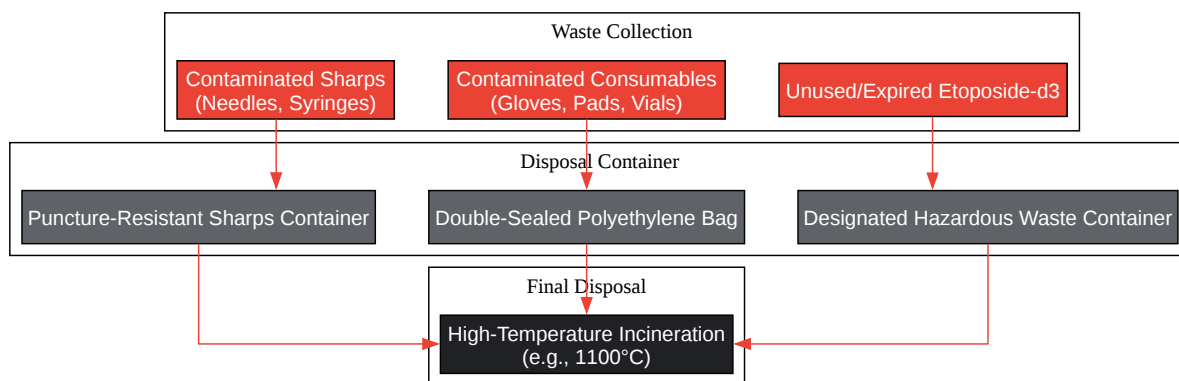 Waste Collection
Contaminated Sharps
(Needles, Syringes)
Contaminated Consumables
(Gloves, Pads, Vials)
Unused/Expired Etoposide-d3
Disposal Container
Puncture-Resistant Sharps Container
Double-Sealed Polyethylene Bag
Designated Hazardous Waste Container
Final Disposal
High-Temperature Incineration
(e.g., 1100°C)